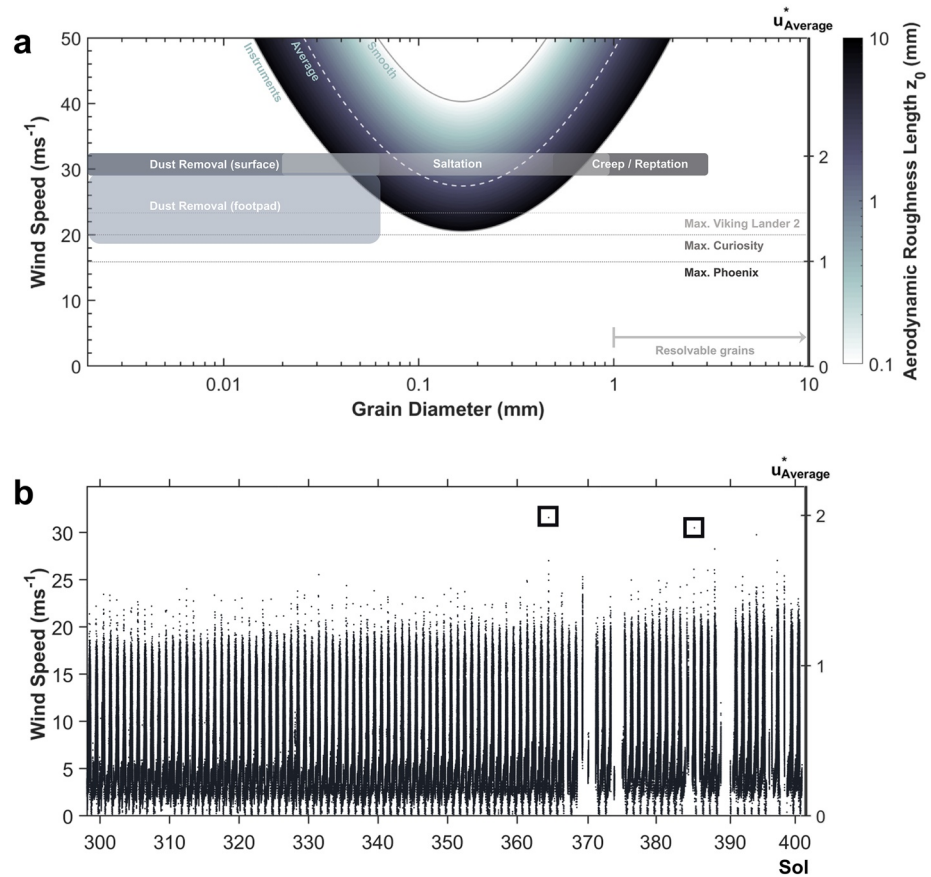 a
u*Average
50
40
30
20
10
0
Wind Speed (ms-1)
Instruments
Average
Smooth
Dust Removal (surface)
Saltation
Creep / Reptation
Dust Removal (footpad)
Max. Viking Lander 2
Max. Curiosity
Max. Phoenix
Resolvable grains
2
1
0
0.01
0.1
1
10
Grain Diameter (mm)
10
1
0.1
Aerodynamic Roughness Length z0 (mm)
b
u*Average
30
25
20
15
10
5
0
Wind Speed (ms-1)
2
1
0
300
310
320
330
340
350
360
370
380
390
400
Sol